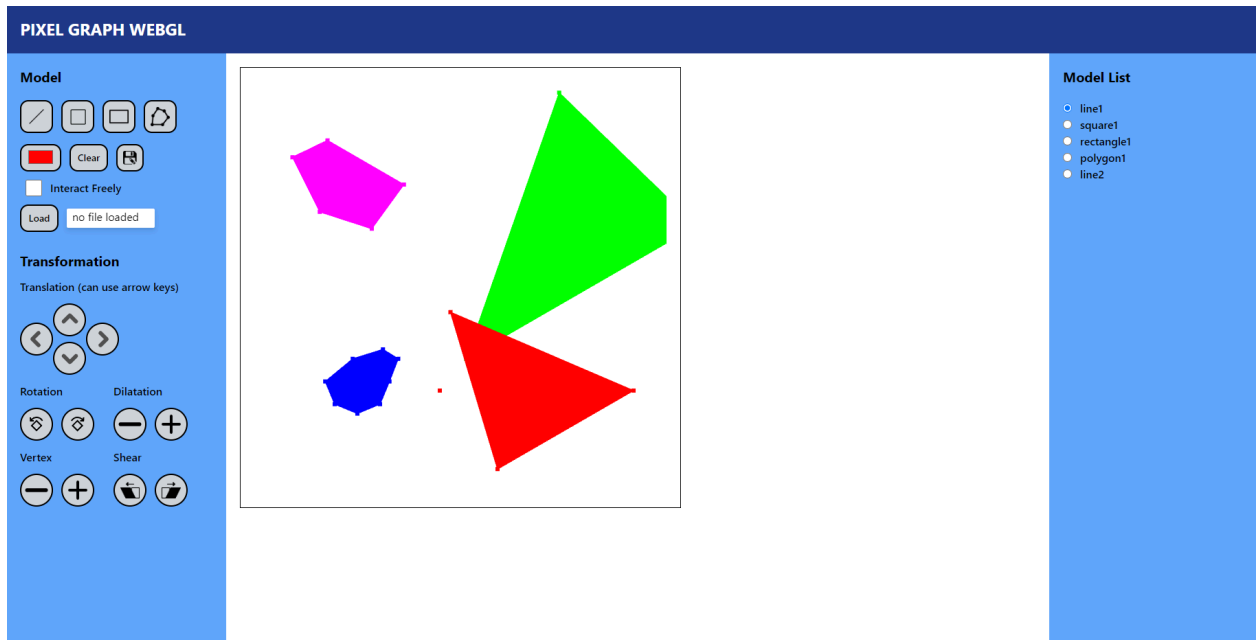 PIXEL GRAPH WEBGL
Model
Clear
Interact Freely
Load no file loaded
Transformation
Translation (can use arrow keys)
Rotation Dilatation
Vertex Shear
Model List
line1
square1
rectangle1
polygon1
line2